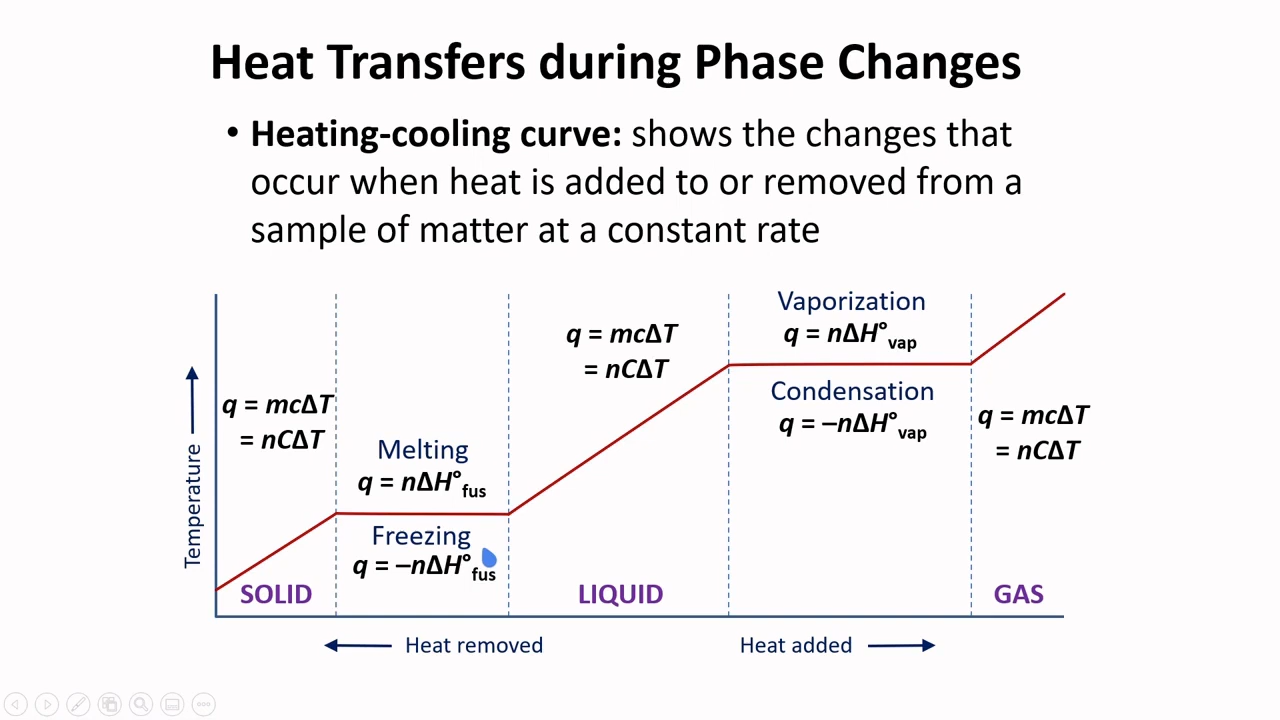 Heat Transfers during Phase Changes
• Heating-cooling curve: shows the changes that
occur when heat is added to or removed from a
sample of matter at a constant rate
Temperature
q = mcΔT
= nCΔT
SOLID
Melting
q = nΔH°fus
Freezing
q = –nΔH°fus
q = mcΔT
= nCΔT
LIQUID
Vaporization
q = nΔH°vap
Condensation
q = –nΔH°vap
q = mcΔT
= nCΔT
GAS
Heat removed
Heat added